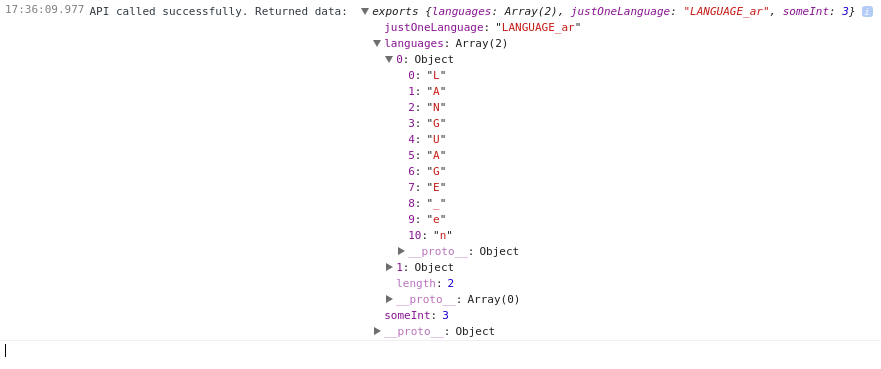 17:36:09.977 API called successfully. Returned data: ▼exports {languages: Array(2), justOneLanguage: "LANGUAGE_ar", someInt: 3} i
justOneLanguage: "LANGUAGE_ar"
▼languages: Array(2)
▼0: Object
0: "L"
1: "A"
2: "N"
3: "G"
4: "U"
5: "A"
6: "G"
7: "E"
8: "_"
9: "e"
10: "n"
▶__proto__: Object
▶1: Object
length: 2
▶__proto__: Array(0)
someInt: 3
▶__proto__: Object